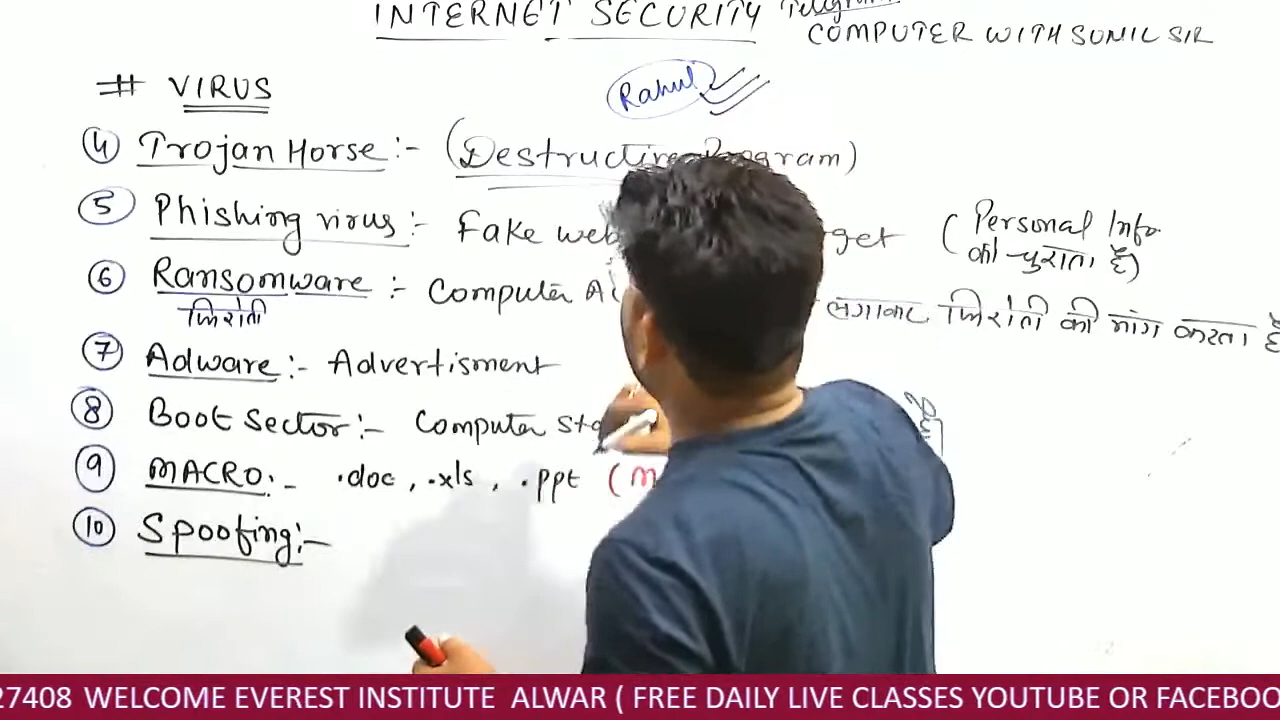 INTERNET SECURITY Telegram
COMPUTER WITH SUNIL SIR
# VIRUS
Rahul
④ Trojan Horse :- (Destructive Program)
⑤ Phishing virus :- Fake web get (Personal Info
को चुराता है)
⑥ Ransomware :- Computer लगाकर फिरौती की मांग करता है
फिरौती
⑦ Adware :- Advertisment
⑧ Boot Sector :- Computer Sta
⑨ MACRO :- .doc, .xls, .ppt (M
⑩ Spoofing :-
27408 WELCOME EVEREST INSTITUTE ALWAR ( FREE DAILY LIVE CLASSES YOUTUBE OR FACEBOO